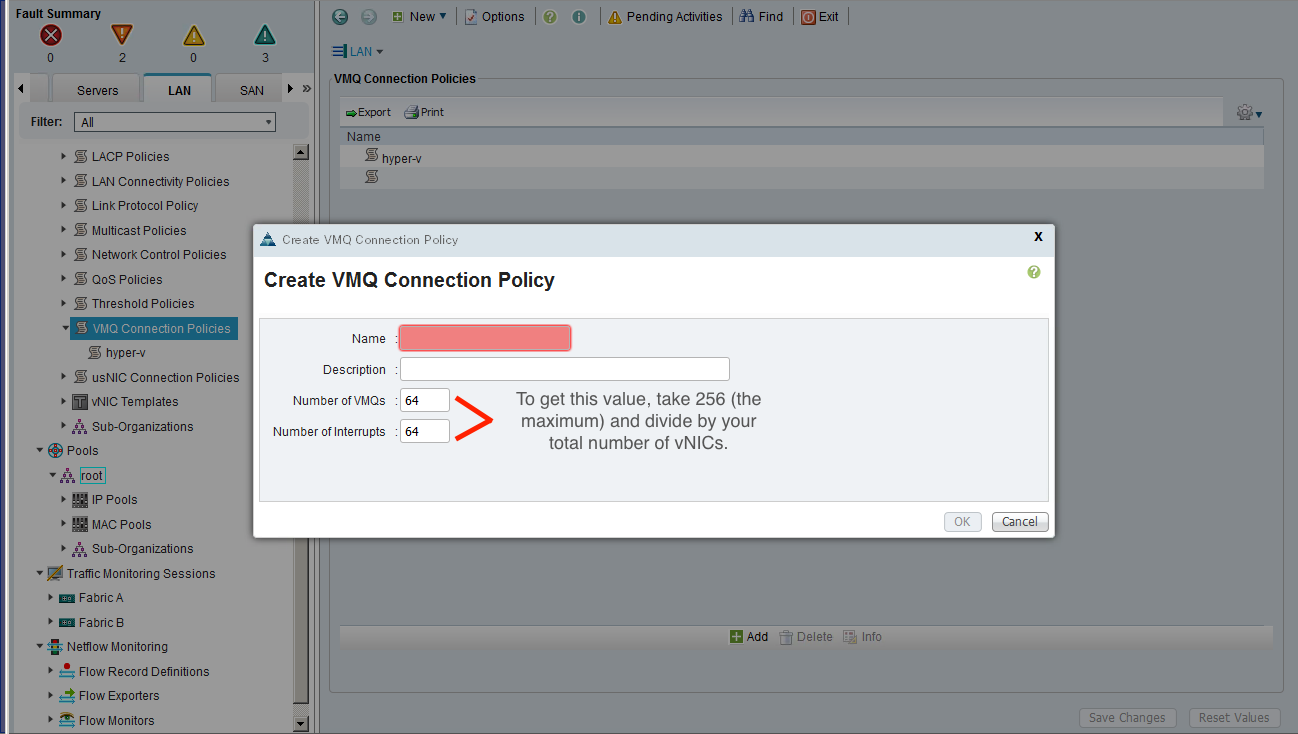 Fault Summary
0 2 0 3
New Options Pending Activities Find Exit
LAN
Servers LAN SAN
Filter: All
LACP Policies
LAN Connectivity Policies
Link Protocol Policy
Multicast Policies
Network Control Policies
QoS Policies
Threshold Policies
VMQ Connection Policies
hyper-v
usNIC Connection Policies
vNIC Templates
Sub-Organizations
Pools
root
IP Pools
MAC Pools
Sub-Organizations
Traffic Monitoring Sessions
Fabric A
Fabric B
Netflow Monitoring
Flow Record Definitions
Flow Exporters
Flow Monitors
VMQ Connection Policies
Export Print
Name
hyper-v
Create VMQ Connection Policy X
Create VMQ Connection Policy
Name :
Description :
Number of VMQs : 64
Number of Interrupts : 64
To get this value, take 256 (the
maximum) and divide by your
total number of vNICs.
OK Cancel
Add Delete Info
Save Changes Reset Values